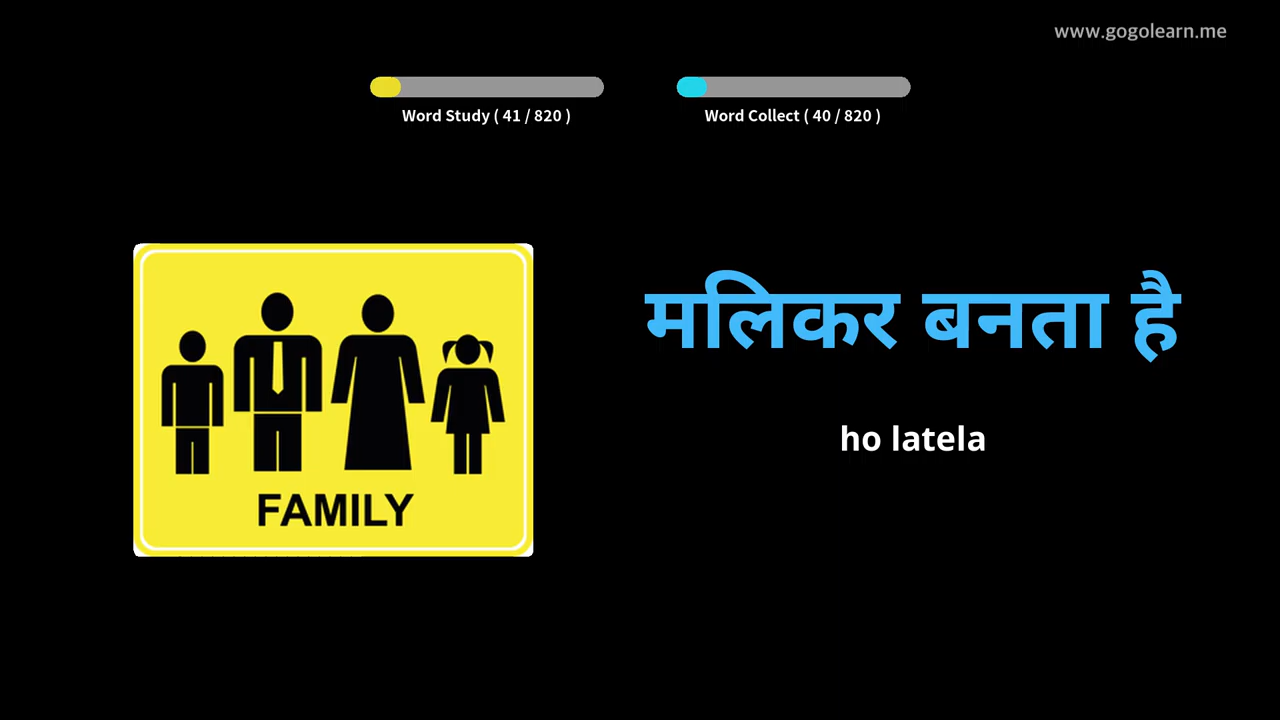 www.gogolearn.me
Word Study ( 41 / 820 )
Word Collect ( 40 / 820 )
मलिकर बनता है
ho latela
FAMILY